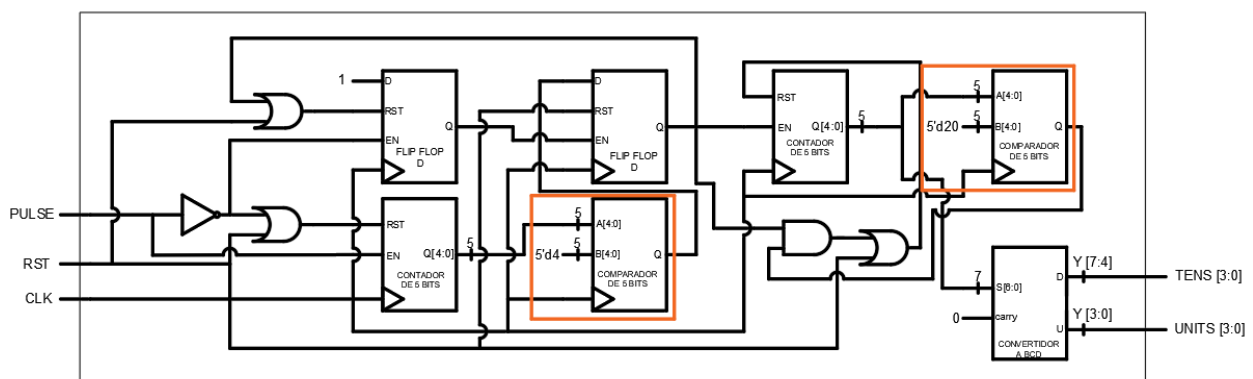 1
D
RST
EN
Q
FLIP FLOP
D
D
RST
EN
Q
FLIP FLOP
D
RST
EN
Q[4:0]
5
CONTADOR
DE 5 BITS
5
A[4:0]
5'd20
5
B[4:0]
Q
COMPARADOR
DE 5 BITS
PULSE
RST
CLK
RST
EN
Q[4:0]
5
CONTADOR
DE 5 BITS
5
A[4:0]
5'd4
5
B[4:0]
Q
COMPARADOR
DE 5 BITS
7
S[6:0]
0
carry
D
U
CONVERTIDOR
A BCD
Y [7:4]
TENS [3:0]
Y [3:0]
UNITS [3:0]